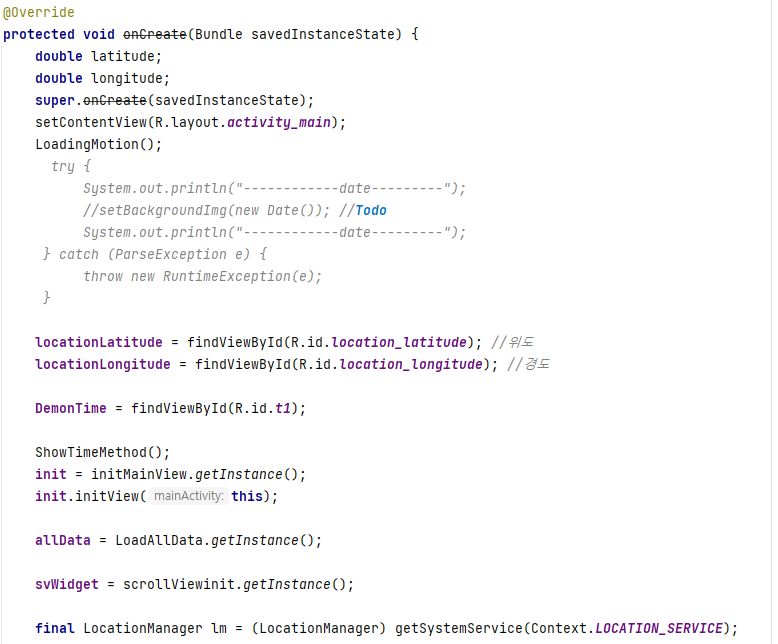 @Override
protected void onCreate(Bundle savedInstanceState) {
    double latitude;
    double longitude;
    super.onCreate(savedInstanceState);
    setContentView(R.layout.activity_main);
    LoadingMotion();
      try {
          System.out.println("------------date---------");
          //setBackgroundImg(new Date()); //Todo
          System.out.println("------------date---------");
     } catch (ParseException e) {
          throw new RuntimeException(e);
     }

    locationLatitude = findViewById(R.id.location_latitude); //위도
    locationLongitude = findViewById(R.id.location_longitude); //경도

    DemonTime = findViewById(R.id.t1);

    ShowTimeMethod();
    init = initMainView.getInstance();
    init.initView( mainActivity: this);

    allData = LoadAllData.getInstance();

    svWidget = scrollViewinit.getInstance();

    final LocationManager lm = (LocationManager) getSystemService(Context.LOCATION_SERVICE);